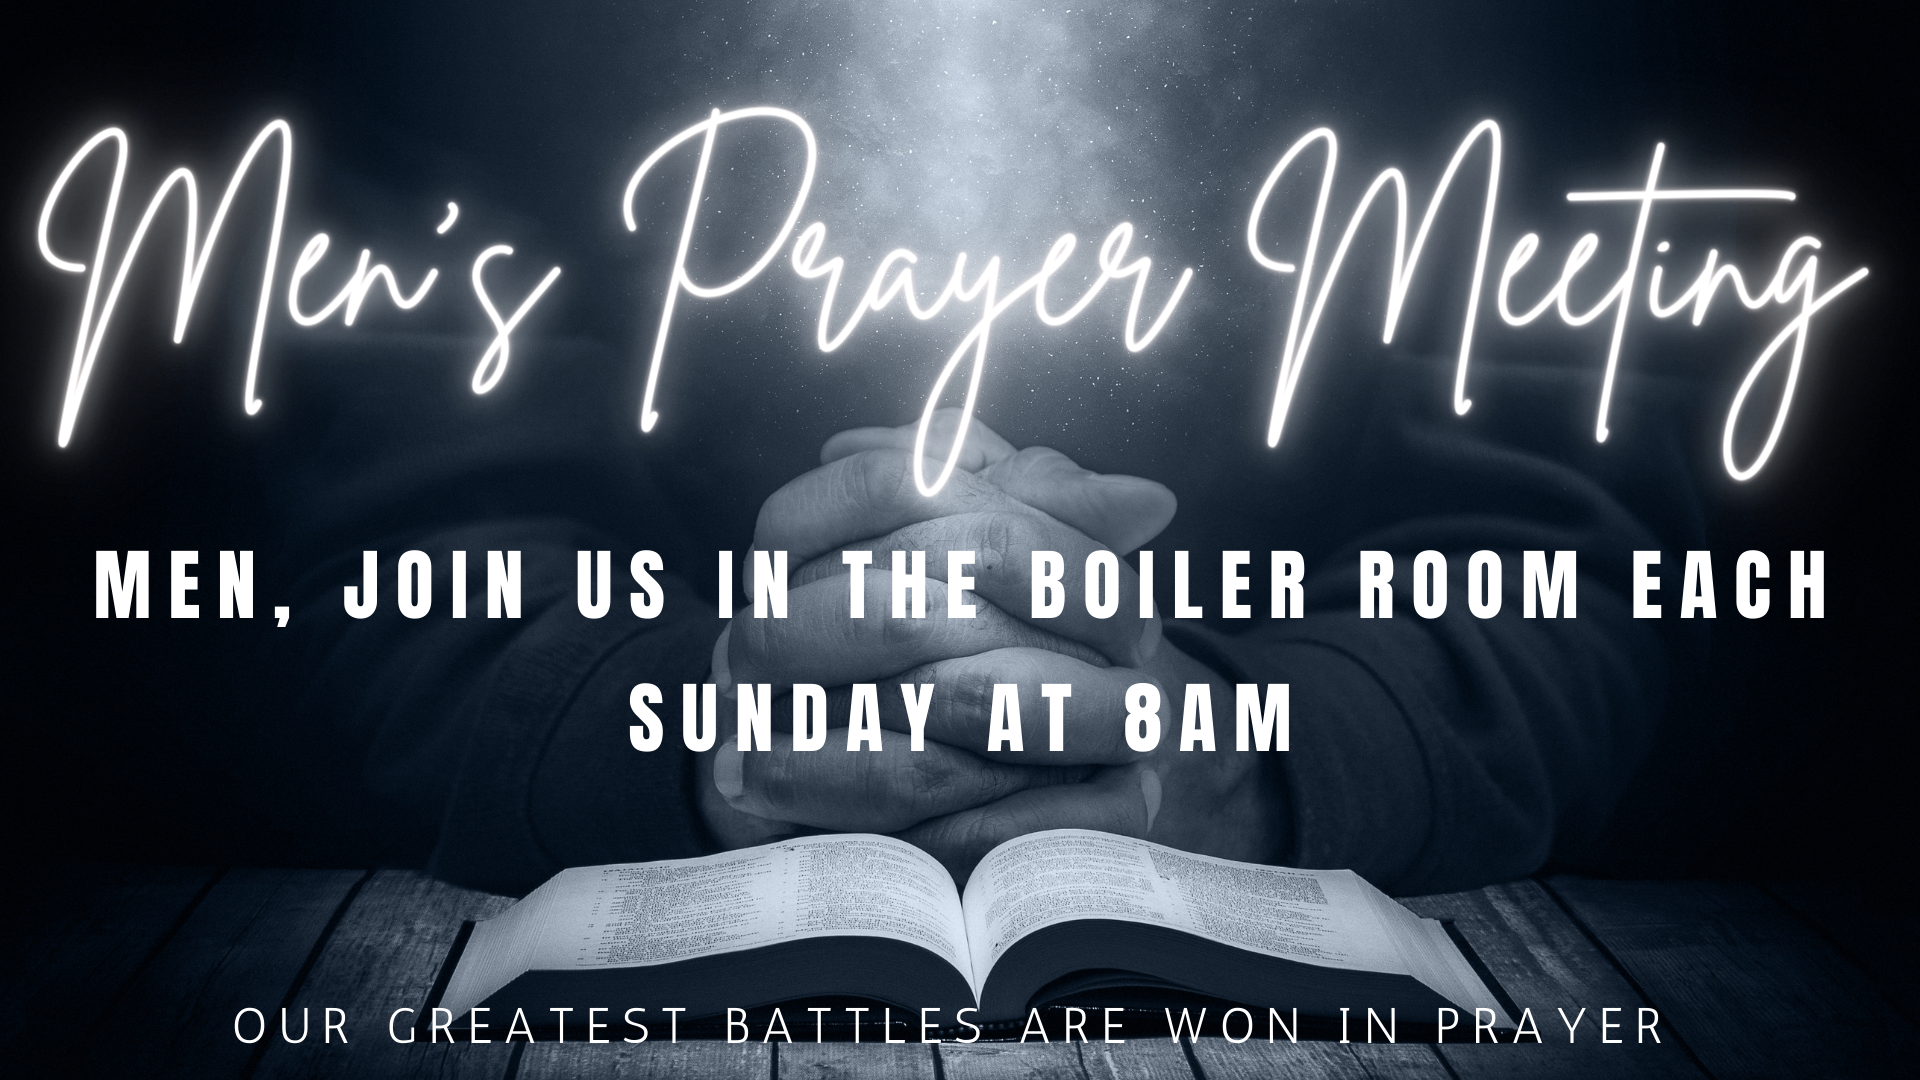 Men's Prayer Meeting
MEN, JOIN US IN THE BOILER ROOM EACH
SUNDAY AT 8AM
OUR GREATEST BATTLES ARE WON IN PRAYER